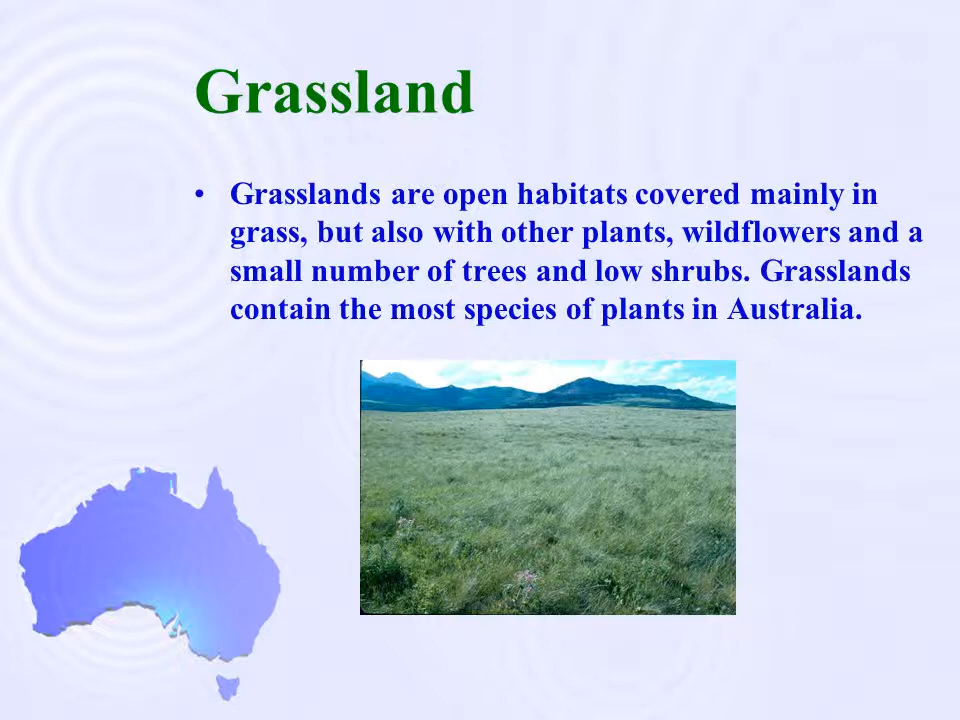 Grassland
• Grasslands are open habitats covered mainly in
grass, but also with other plants, wildflowers and a
small number of trees and low shrubs. Grasslands
contain the most species of plants in Australia.